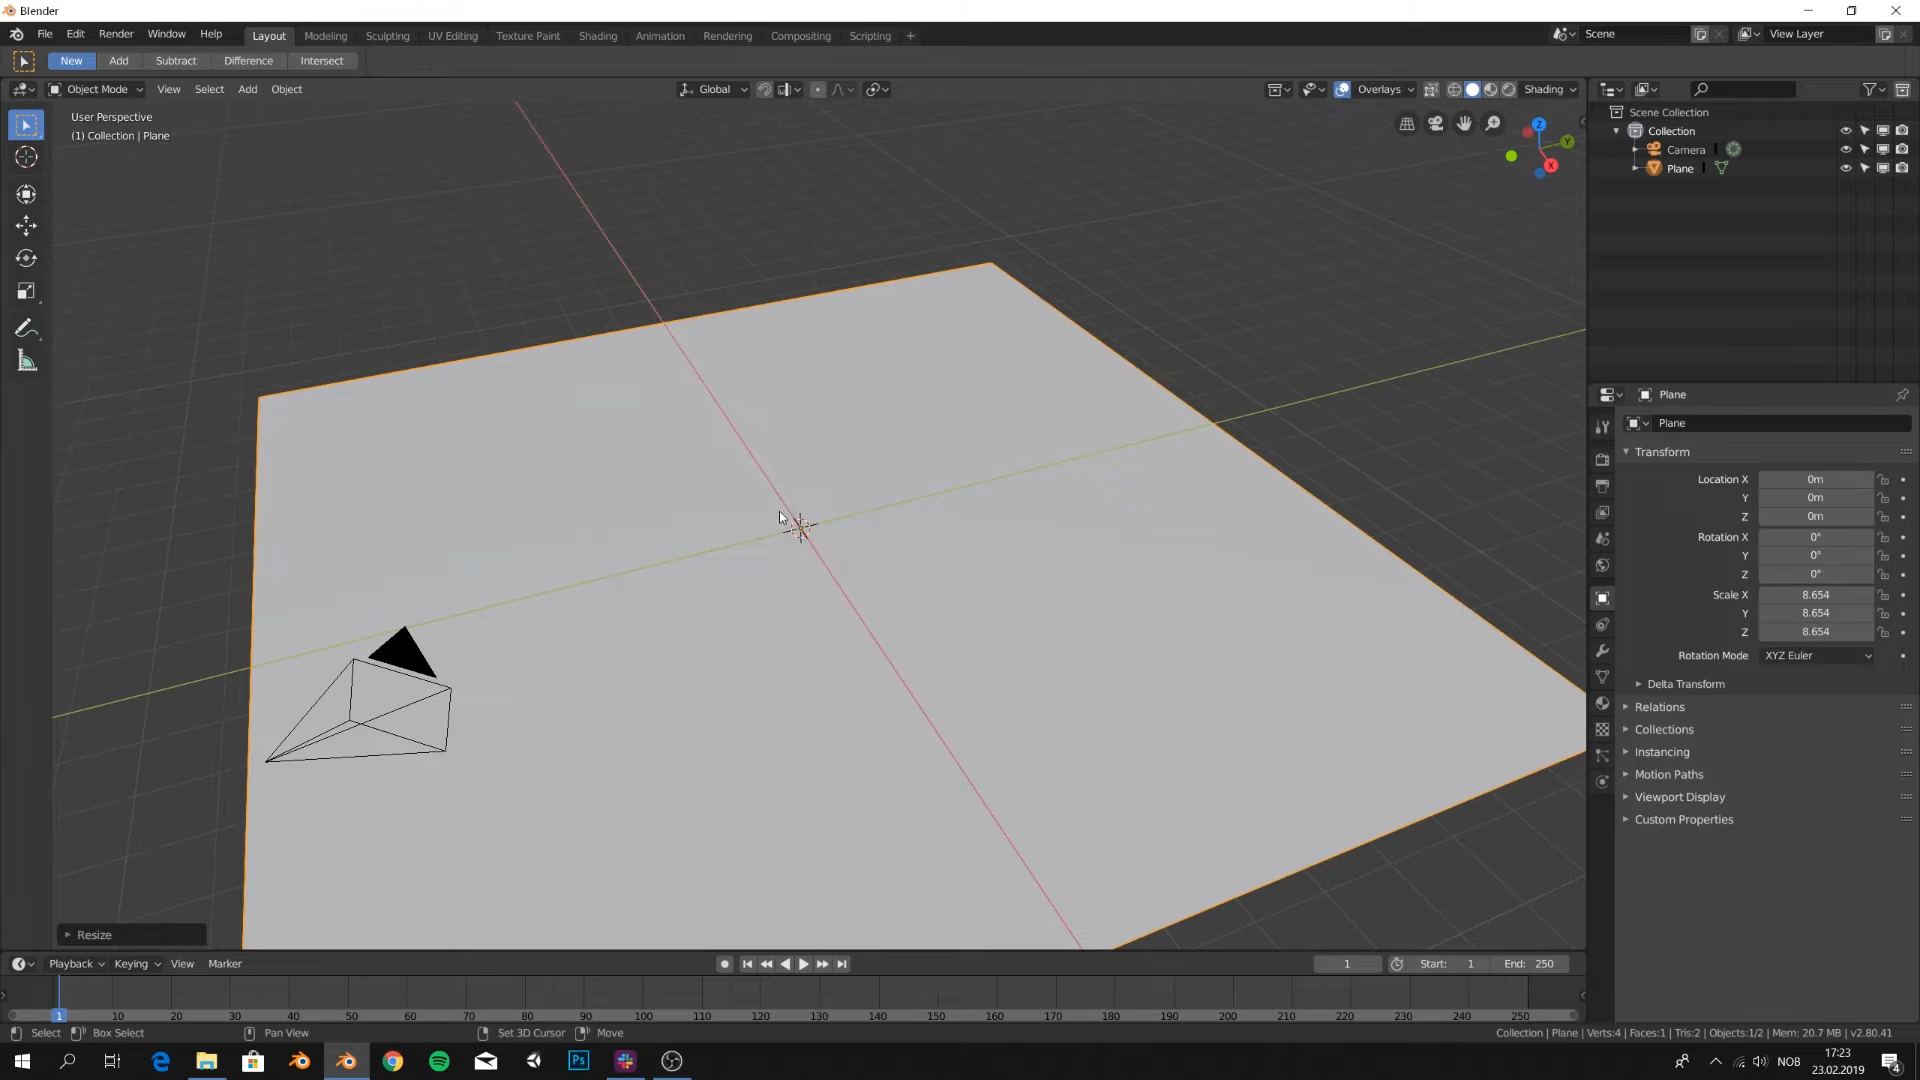 Blender
File Edit Render Window Help Layout Modeling Sculpting UV Editing Texture Paint Shading Animation Rendering Compositing Scripting + Scene View Layer
New Add Subtract Difference Intersect
Object Mode View Select Add Object Global Overlays Shading
User Perspective
(1) Collection | Plane
Z
Y
X
Scene Collection
Collection
Camera
Plane
Plane
Plane
Transform
Location X 0m
Y 0m
Z 0m
Rotation X 0°
Y 0°
Z 0°
Scale X 8.654
Y 8.654
Z 8.654
Rotation Mode XYZ Euler
Delta Transform
Relations
Collections
Instancing
Motion Paths
Viewport Display
Custom Properties
Resize
Playback Keying View Marker 1 Start: 1 End: 250
1 10 20 30 40 50 60 70 80 90 100 110 120 130 140 150 160 170 180 190 200 210 220 230 240 250
Select Box Select Pan View Set 3D Cursor Move Collection | Plane | Verts:4 | Faces:1 | Tris:2 | Objects:1/2 | Mem: 20.7 MB | v2.80.41
Ps NOB 17:23
23.02.2019 4